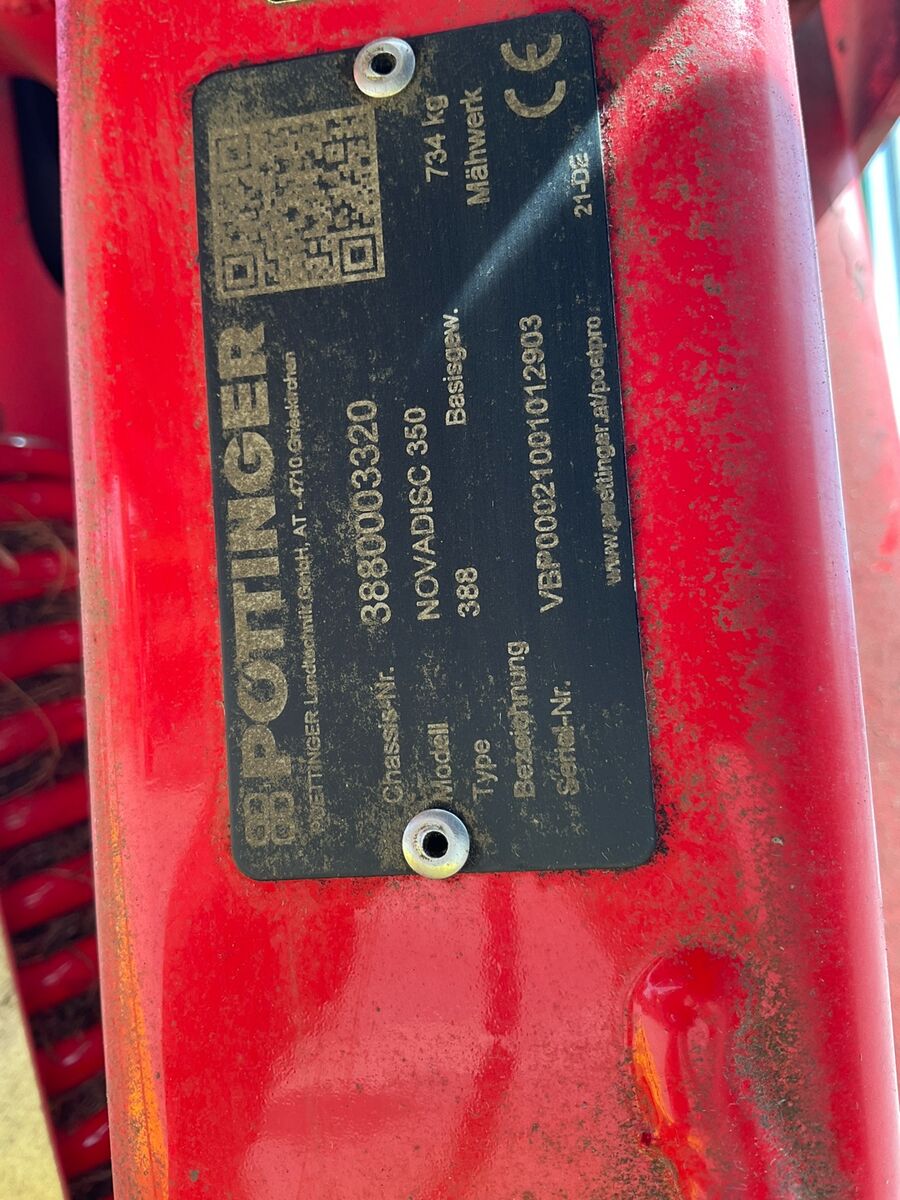 PÖTTINGER
POETTINGER Landtechnik GmbH. AT - 4710 Grieskirchen
Chassis-Nr. 3880003320
Modell NOVADISC 350
Type 388 Basisgew. 734 kg
Bezeichnung Mähwerk
Serial-Nr. VBP00021001012903
CE
www.poettinger.at/poetpro 21-DE